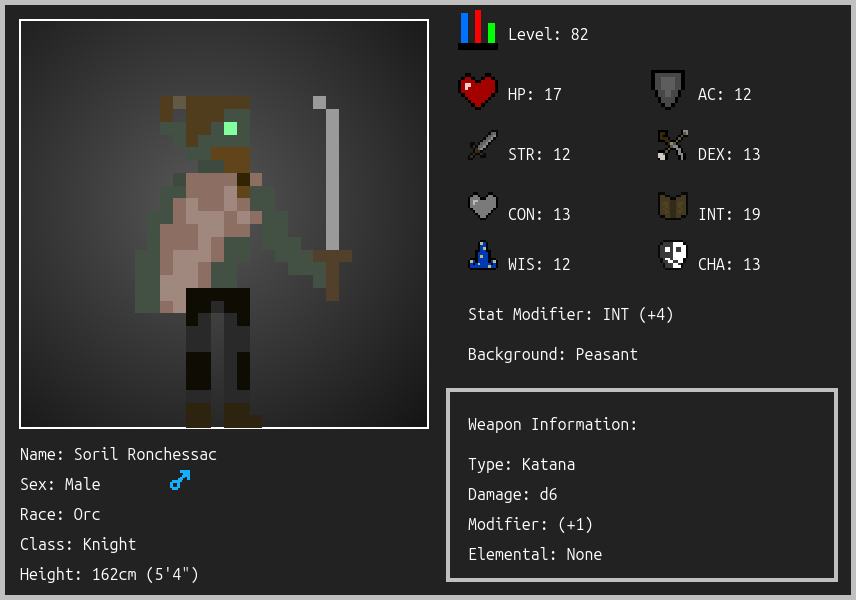 Level: 82
HP: 17
AC: 12
STR: 12
DEX: 13
CON: 13
INT: 19
WIS: 12
CHA: 13
Stat Modifier: INT (+4)
Background: Peasant
Weapon Information:
Type: Katana
Damage: d6
Modifier: (+1)
Elemental: None
Name: Soril Ronchessac
Sex: Male
Race: Orc
Class: Knight
Height: 162cm (5'4")